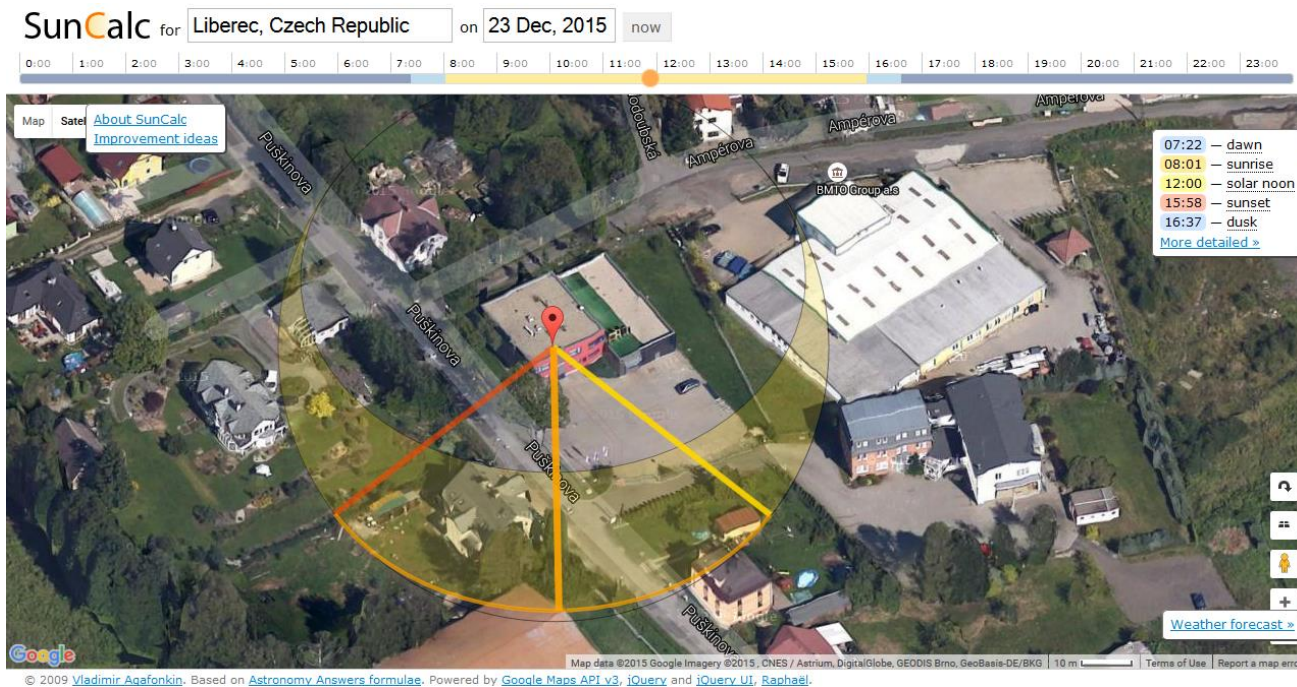 SunCalc for Liberec, Czech Republic on 23 Dec, 2015 now
0:00 1:00 2:00 3:00 4:00 5:00 6:00 7:00 8:00 9:00 10:00 11:00 12:00 13:00 14:00 15:00 16:00 17:00 18:00 19:00 20:00 21:00 22:00 23:00
Map Satel
About SunCalc
Improvement ideas
Ampérova
Ampérova
Ampérova
Puškinova
BMTO Group a.s
07:22 — dawn
08:01 — sunrise
12:00 — solar noon
15:58 — sunset
16:37 — dusk
More detailed »
Puškinova
Puškinova
Puškinova
Weather forecast »
Google
Map data ©2015 Google Imagery ©2015 , CNES / Astrium, DigitalGlobe, GEODIS Brno, GeoBasis-DE/BKG 10 m Terms of Use Report a map erro
© 2009 Vladimir Agafonkin. Based on Astronomy Answers formulae. Powered by Google Maps API v3, jQuery and jQuery UI, Raphaël.